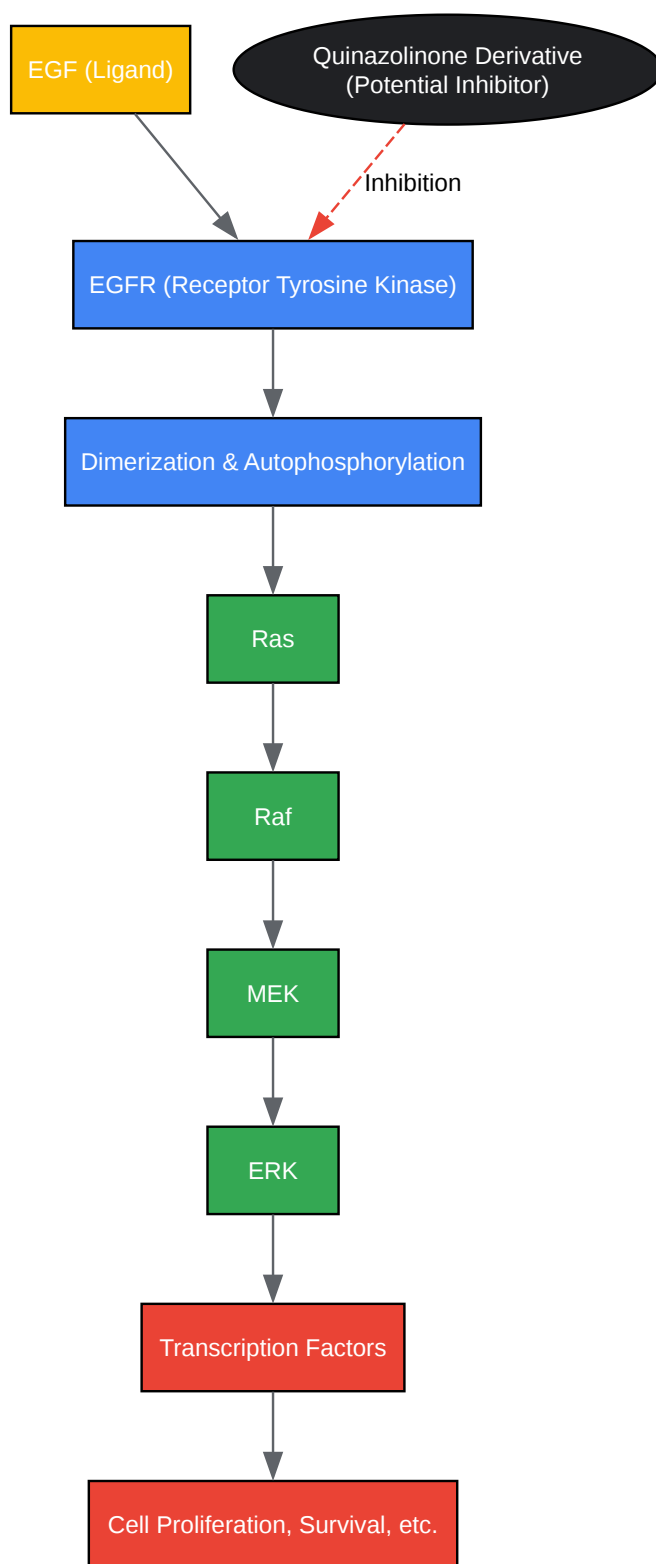 EGF (Ligand)
Quinazolinone Derivative
(Potential Inhibitor)
Inhibition
EGFR (Receptor Tyrosine Kinase)
Dimerization & Autophosphorylation
Ras
Raf
MEK
ERK
Transcription Factors
Cell Proliferation, Survival, etc.